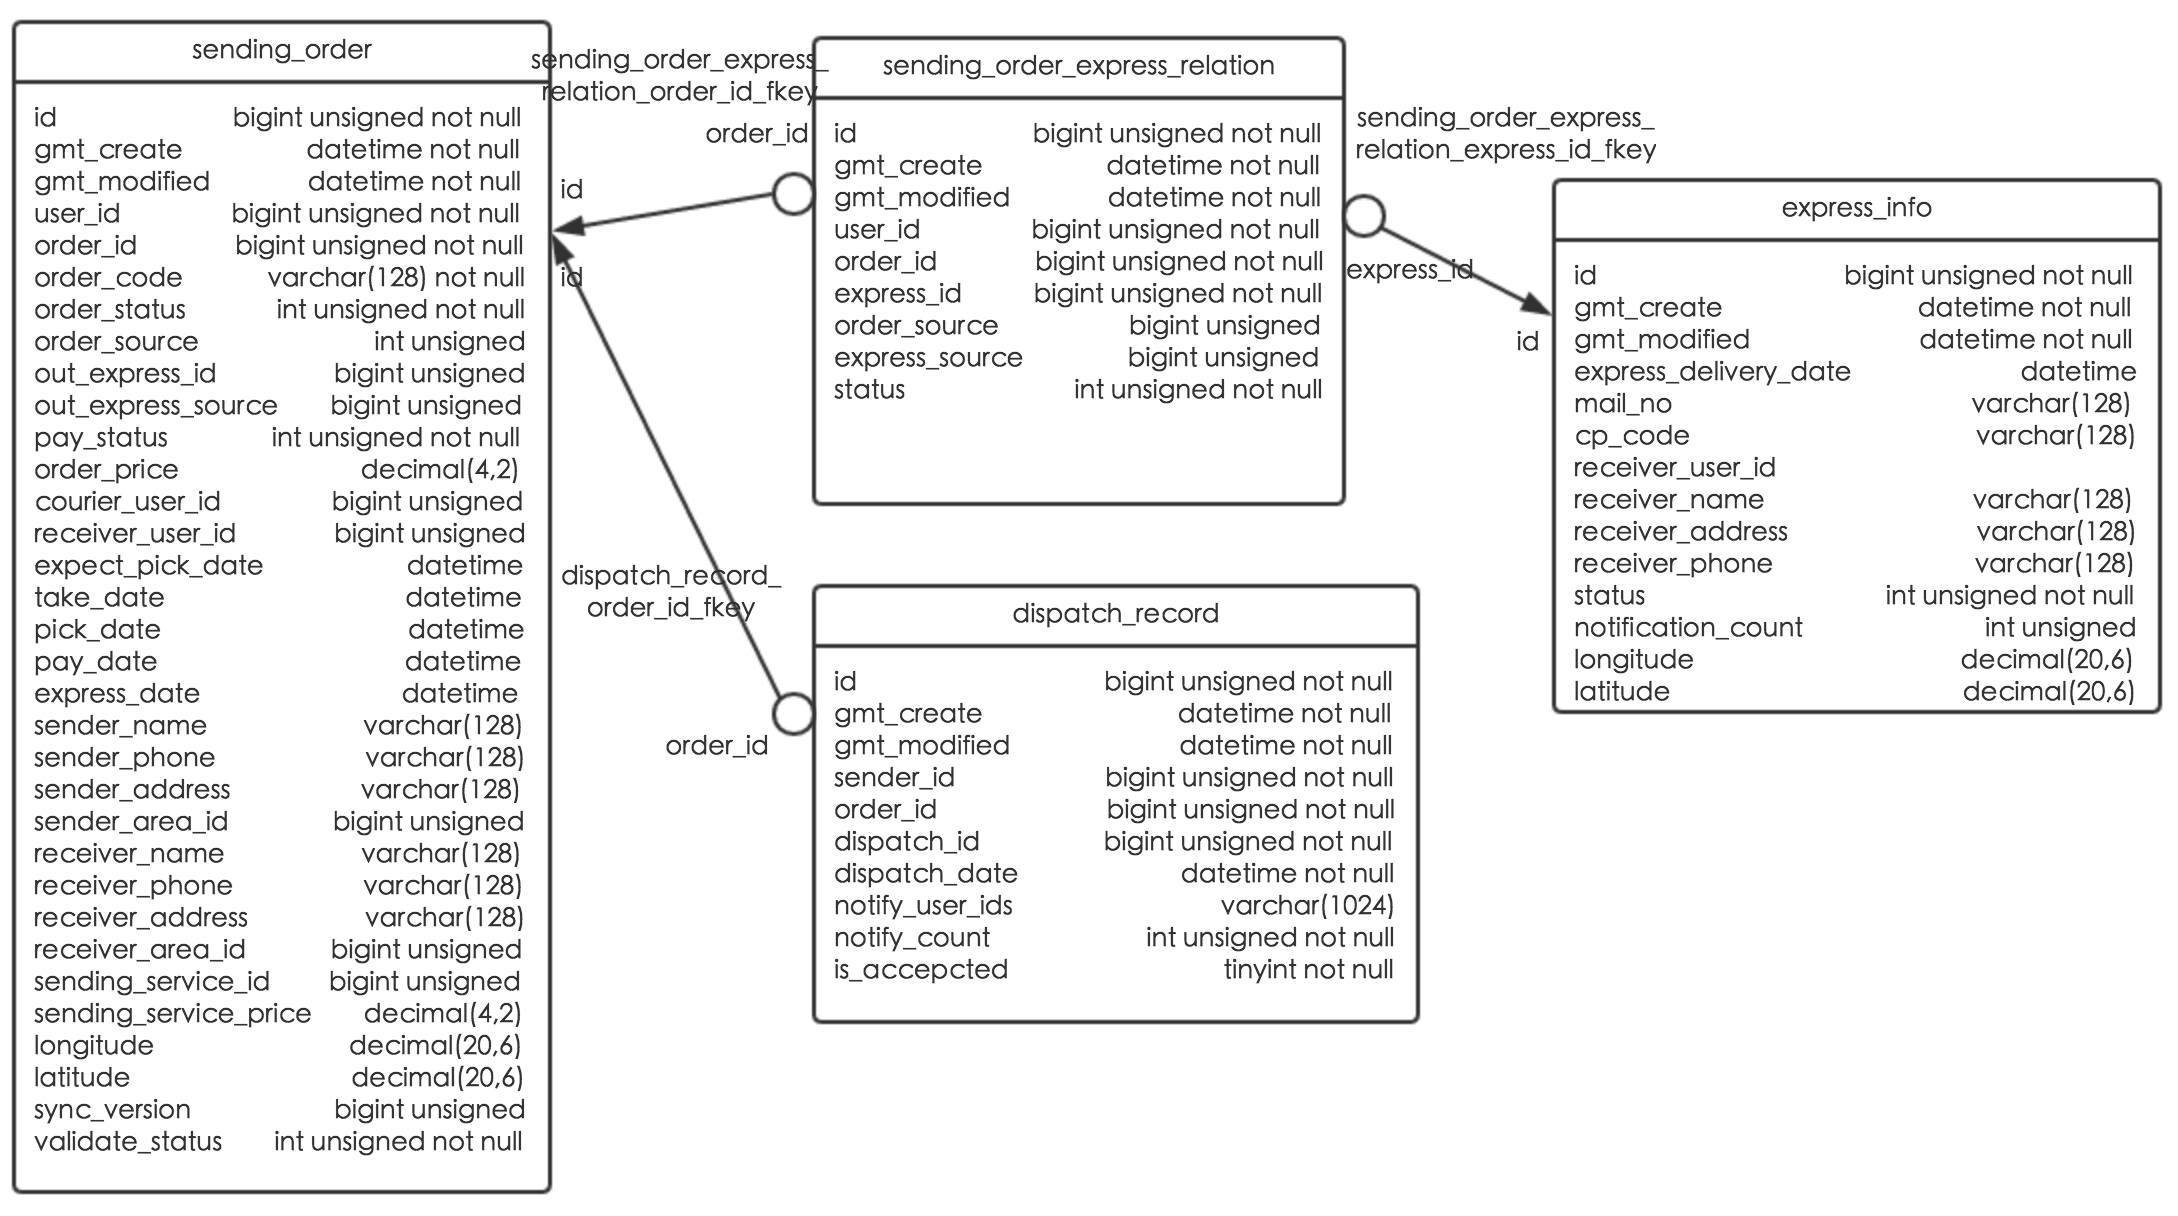 sending_order
id bigint unsigned not null
gmt_create datetime not null
gmt_modified datetime not null
user_id bigint unsigned not null
order_id bigint unsigned not null
order_code varchar(128) not null
order_status int unsigned not null
order_source int unsigned
out_express_id bigint unsigned
out_express_source bigint unsigned
pay_status int unsigned not null
order_price decimal(4,2)
courier_user_id bigint unsigned
receiver_user_id bigint unsigned
expect_pick_date datetime
take_date datetime
pick_date datetime
pay_date datetime
express_date datetime
sender_name varchar(128)
sender_phone varchar(128)
sender_address varchar(128)
sender_area_id bigint unsigned
receiver_name varchar(128)
receiver_phone varchar(128)
receiver_address varchar(128)
receiver_area_id bigint unsigned
sending_service_id bigint unsigned
sending_service_price decimal(4,2)
longitude decimal(20,6)
latitude decimal(20,6)
sync_version bigint unsigned
validate_status int unsigned not null
sending_order_express_
relation_order_id_fkey
order_id
id
id
dispatch_record_
order_id_fkey
order_id
sending_order_express_relation
id bigint unsigned not null
gmt_create datetime not null
gmt_modified datetime not null
user_id bigint unsigned not null
order_id bigint unsigned not null
express_id bigint unsigned not null
order_source bigint unsigned
express_source bigint unsigned
status int unsigned not null
dispatch_record
id bigint unsigned not null
gmt_create datetime not null
gmt_modified datetime not null
sender_id bigint unsigned not null
order_id bigint unsigned not null
dispatch_id bigint unsigned not null
dispatch_date datetime not null
notify_user_ids varchar(1024)
notify_count int unsigned not null
is_accepcted tinyint not null
sending_order_express_
relation_express_id_fkey
express_id
id
express_info
id bigint unsigned not null
gmt_create datetime not null
gmt_modified datetime not null
express_delivery_date datetime
mail_no varchar(128)
cp_code varchar(128)
receiver_user_id
receiver_name varchar(128)
receiver_address varchar(128)
receiver_phone varchar(128)
status int unsigned not null
notification_count int unsigned
longitude decimal(20,6)
latitude decimal(20,6)